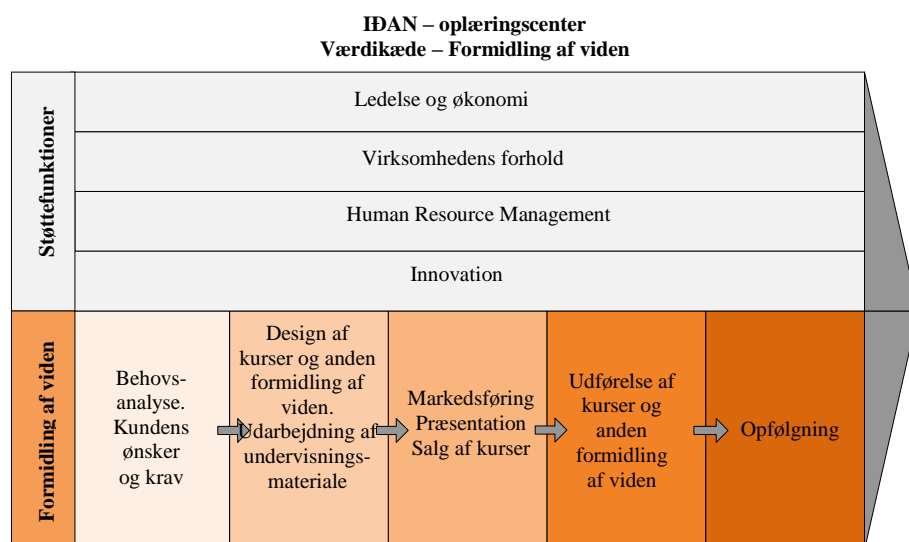 IÐAN – oplæringscenter
Værdikæde – Formidling af viden
Støttefunktioner
Ledelse og økonomi
Virksomhedens forhold
Human Resource Management
Innovation
Formidling af viden
Behovs-
analyse.
Kundens
ønsker
og krav
Design af
kurser og anden
formidling af
viden.
Udarbejdning af
undervisnings-
materiale
Markedsføring
Præsentation
Salg af kurser
Udførelse af
kurser og
anden
formidling
af viden
Opfølgning